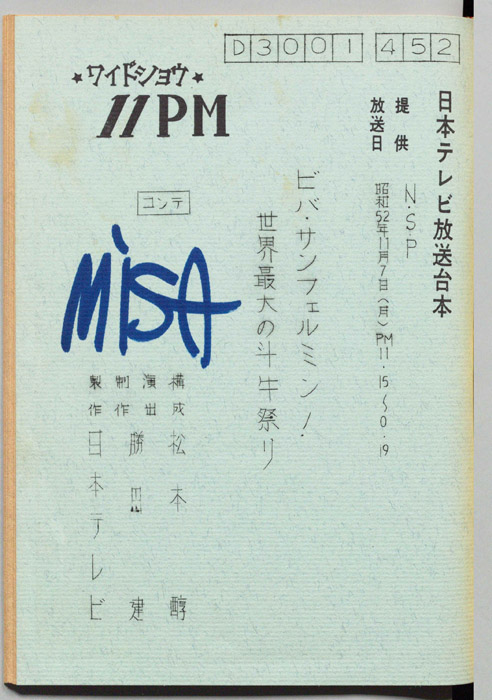 D3001 452
日本テレビ放送台本
提供 N.S.P
放送日 昭和52年11月7日(月) PM11.15~0.19
★ワイドショウ★
11PM
ビバ・サンフェルミン!
世界最大の斗牛祭り
コンテ
MiSA
構成 松本 醇
演出
制作 勝田 建
製作 日本テレビ